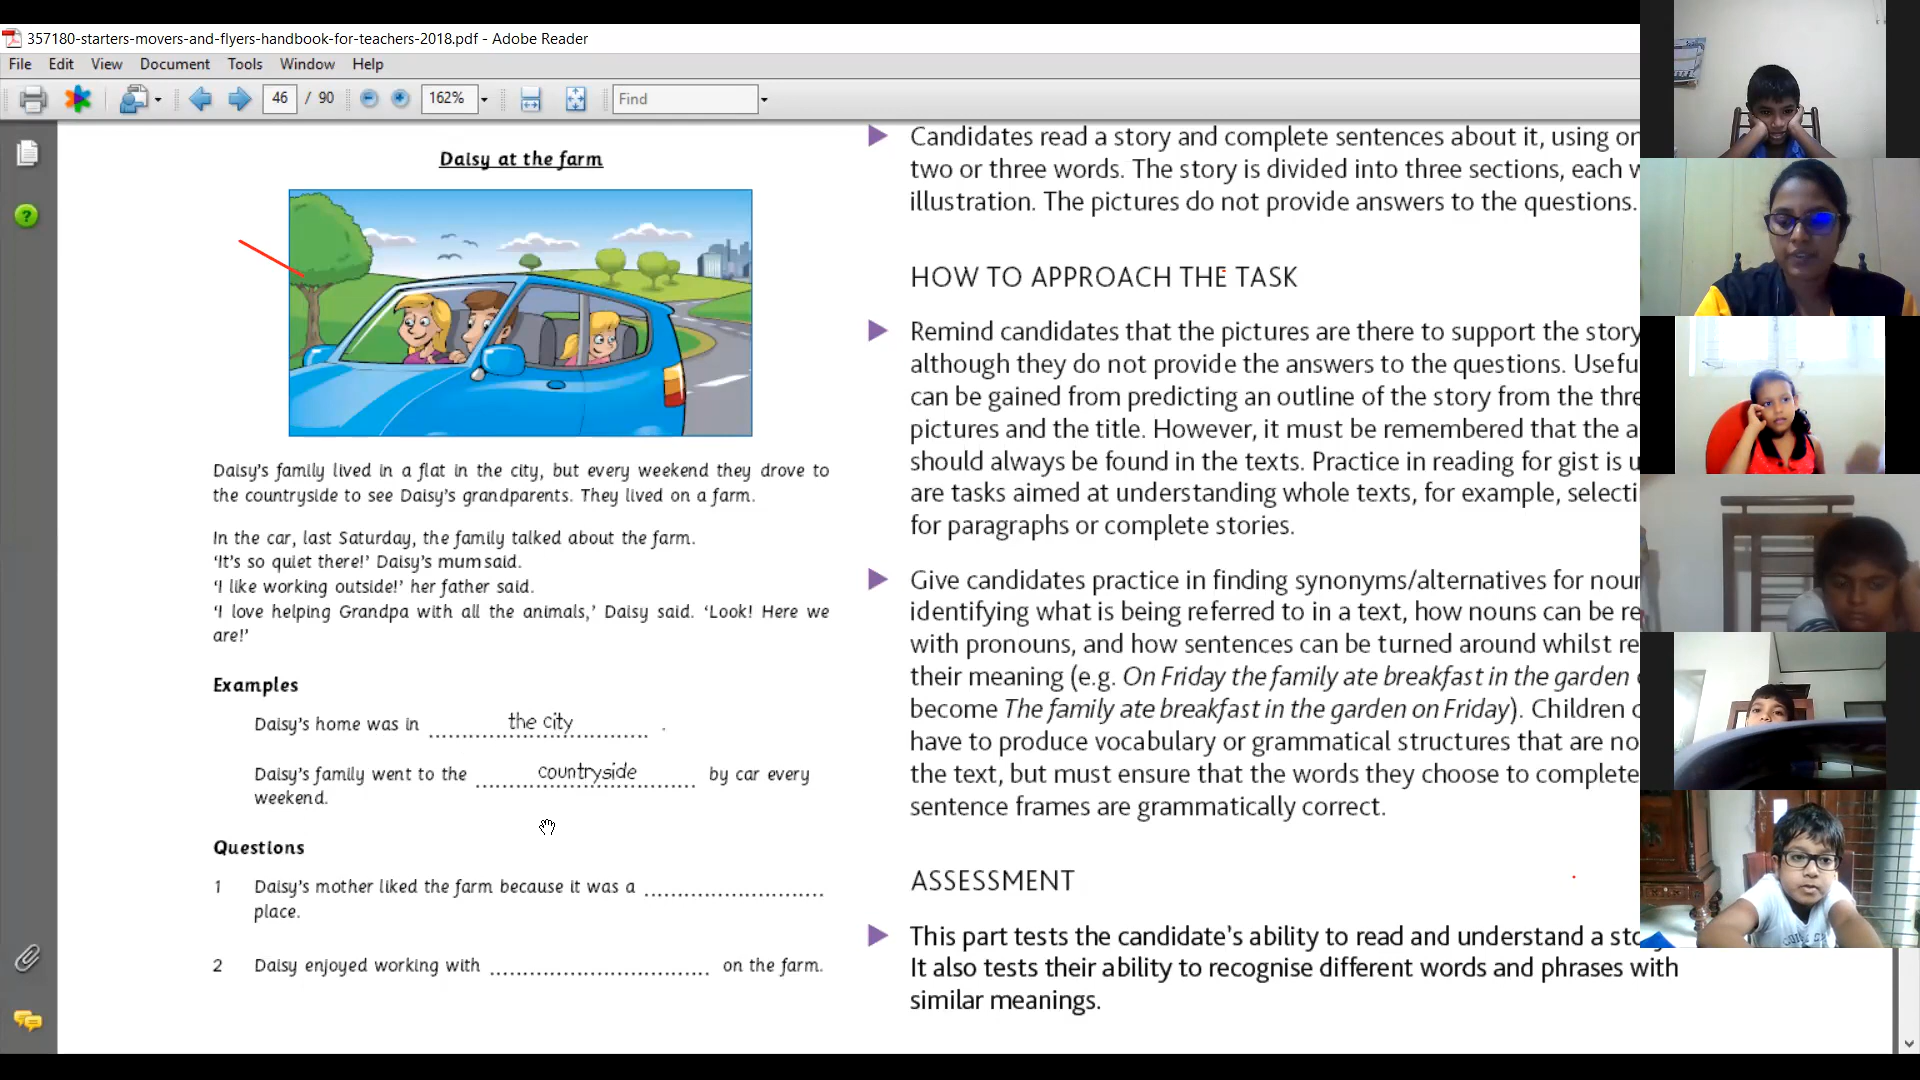 357180-starters-movers-and-flyers-handbook-for-teachers-2018.pdf - Adobe Reader
File Edit View Document Tools Window Help
46 / 90 162% Find
Daisy at the farm
Daisy's family lived in a flat in the city, but every weekend they drove to
the countryside to see Daisy's grandparents. They lived on a farm.
In the car, last Saturday, the family talked about the farm.
'It's so quiet there!' Daisy's mum said.
'I like working outside!' her father said.
'I love helping Grandpa with all the animals,' Daisy said. 'Look! Here we
are!'
Examples
Daisy's home was in the city .
Daisy's family went to the countryside by car every
weekend.
Questions
1 Daisy's mother liked the farm because it was a ........................
place.
2 Daisy enjoyed working with .............................. on the farm.
Candidates read a story and complete sentences about it, using
two or three words. The story is divided into three sections, each
illustration. The pictures do not provide answers to the questions.
HOW TO APPROACH THE TASK
Remind candidates that the pictures are there to support the story
although they do not provide the answers to the questions.
can be gained from predicting an outline of the story from the
pictures and the title. However, it must be remembered that the
should always be found in the texts. Practice in reading for gist is
are tasks aimed at understanding whole texts, for example,
for paragraphs or complete stories.
Give candidates practice in finding synonyms/alternatives for
identifying what is being referred to in a text, how nouns can be
with pronouns, and how sentences can be turned around whilst
their meaning (e.g. On Friday the family ate breakfast in the garden
become The family ate breakfast in the garden on Friday). Children
have to produce vocabulary or grammatical structures that are
the text, but must ensure that the words they choose to complete
sentence frames are grammatically correct.
ASSESSMENT
This part tests the candidate's ability to read and understand a
It also tests their ability to recognise different words and phrases with
similar meanings.